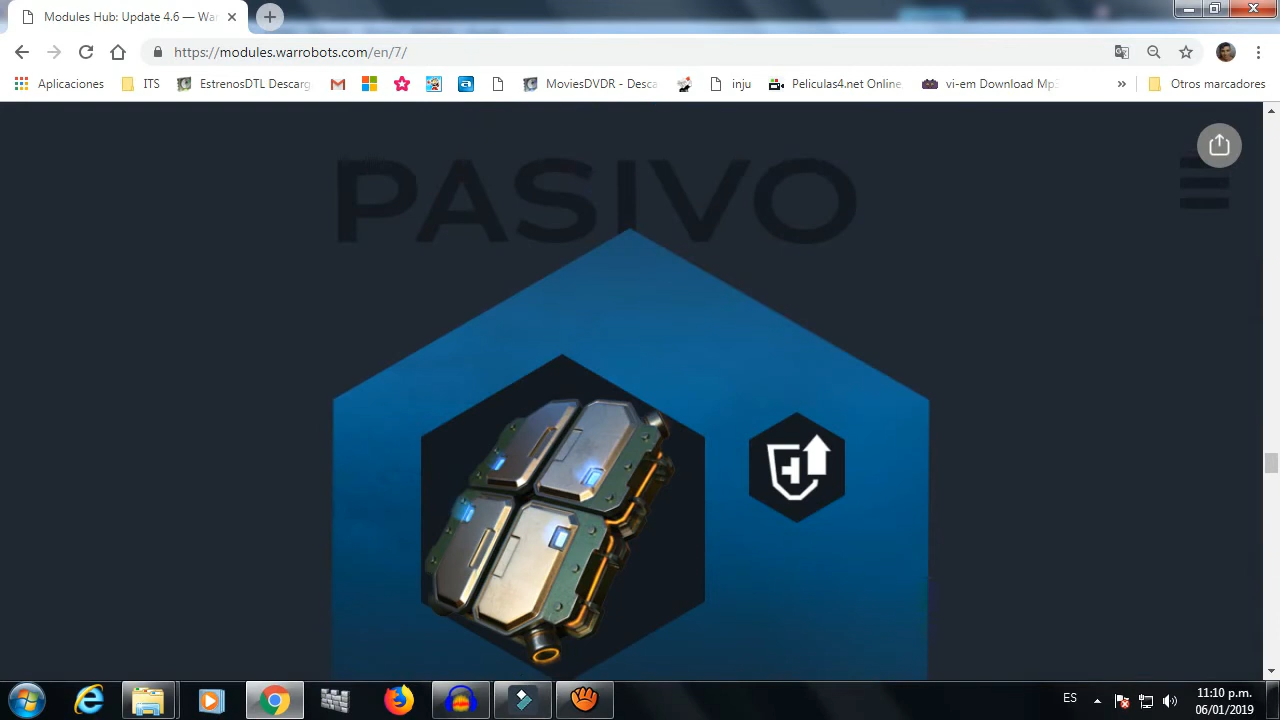 Modules Hub: Update 4.6 — Wa
https://modules.warrobots.com/en/7/
Aplicaciones ITS EstrenosDTL Descarg MoviesDVDR - Desca inju Peliculas4.net Online vi-em Download Mp3 » Otros marcadores
PASIVO
ES 11:10 p.m.
06/01/2019